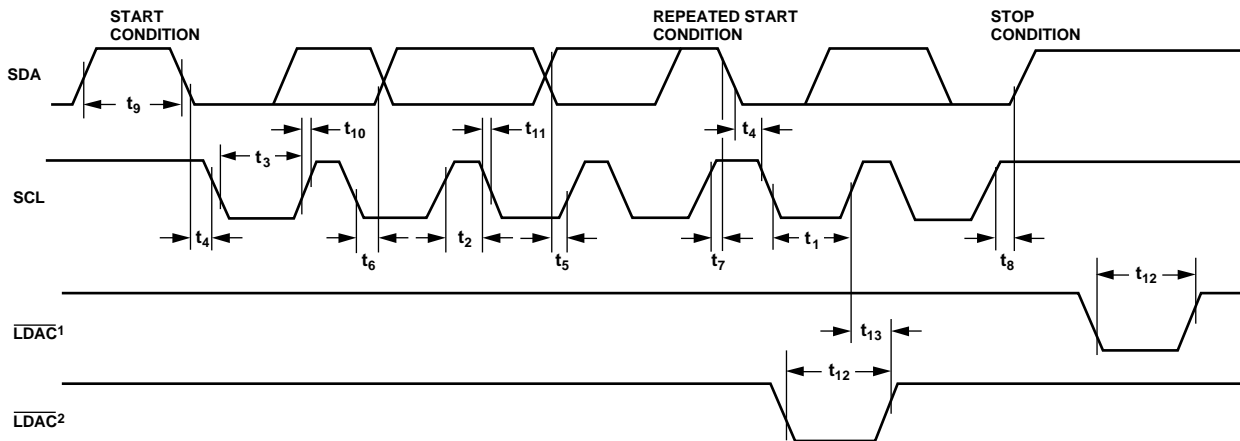 START
CONDITION
REPEATED START
CONDITION
STOP
CONDITION
SDA
t9
t10
t11
t4
t3
SCL
t4
t6
t2
t5
t7
t1
t8
t12
LDAC1
t13
t12
LDAC2